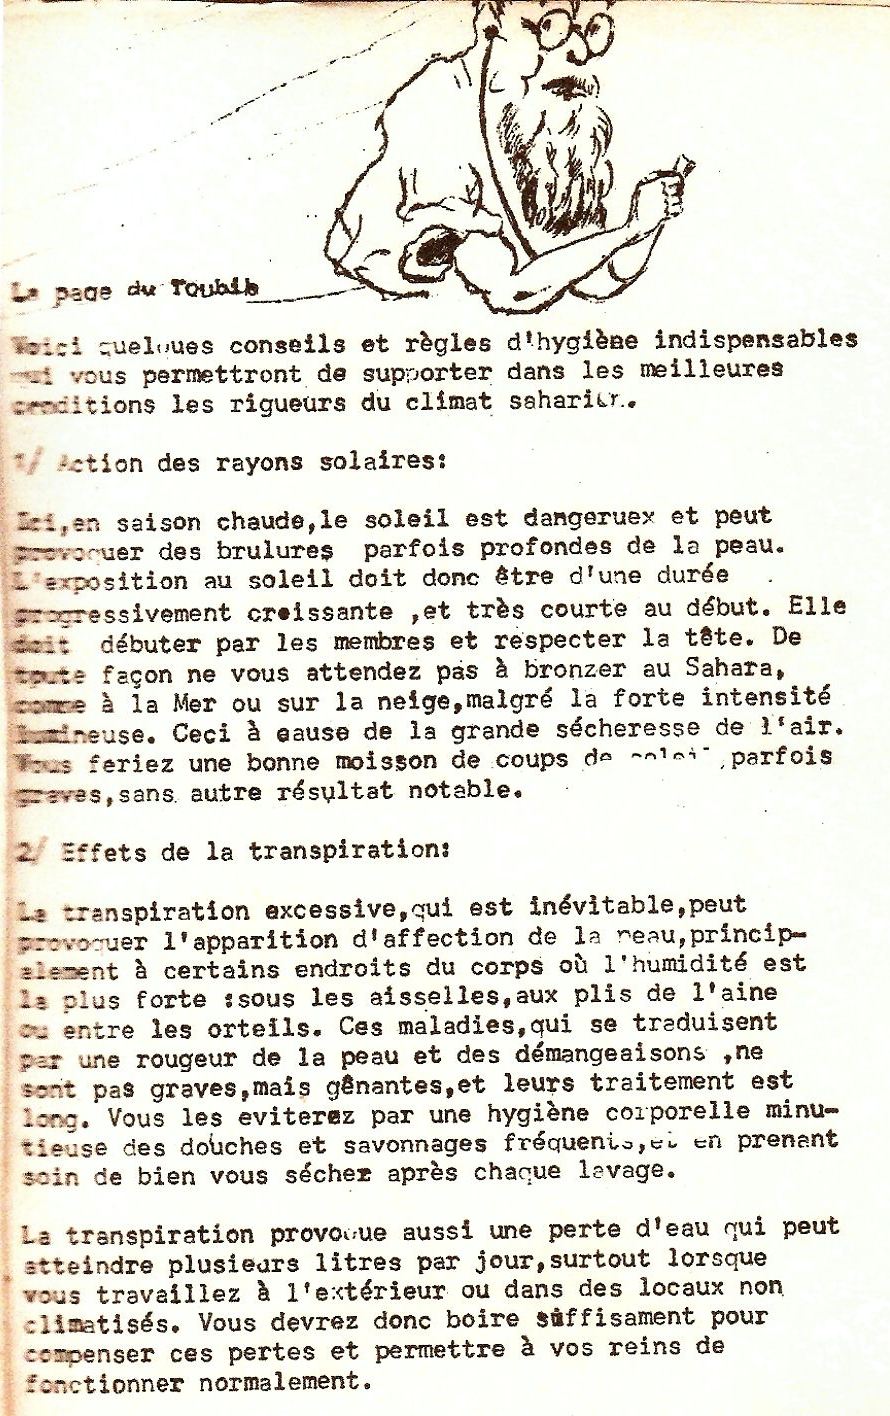 La page du Toubib
Voici quelques conseils et règles d'hygiène indispensables
qui vous permettront de supporter dans les meilleures
conditions les rigueurs du climat
1/ Action des rayons solaires:
Ici,en saison chaude,le soleil est dangeruex et peut
provoquer des brulures parfois profondes de la peau.
L'exposition au soleil doit donc être d'une durée
progressivement croissante ,et très courte au début. Elle
doit débuter par les membres et respecter la tête. De
toute façon ne vous attendez pas à bronzer au Sahara,
comme à la Mer ou sur la neige,malgré la forte intensité
lumineuse. Ceci à eause de la grande sécheresse de l'air.
Vous feriez une bonne moisson de coups de soleil ,parfois
graves,sans autre résultat notable.
2/ Effets de la transpiration:
La transpiration excessive,qui est inévitable,peut
provoquer l'apparition d'affection de la peau,princip-
alement à certains endroits du corps où l'humidité est
la plus forte :sous les aisselles,aux plis de l'aine
ou entre les orteils. Ces maladies,qui se traduisent
par une rougeur de la peau et des démangeaisons ,ne
sont pas graves,mais gênantes,et leurs traitement est
long. Vous les eviterez par une hygiène corporelle minu-
tieuse des douches et savonnages fréquents,et en prenant
soin de bien vous sécher après chaque lavage.
La transpiration provoque aussi une perte d'eau qui peut
atteindre plusieurs litres par jour,surtout lorsque
vous travaillez à l'extérieur ou dans des locaux non
climatisés. Vous devrez donc boire suffisament pour
compenser ces pertes et permettre à vos reins de
fonctionner normalement.